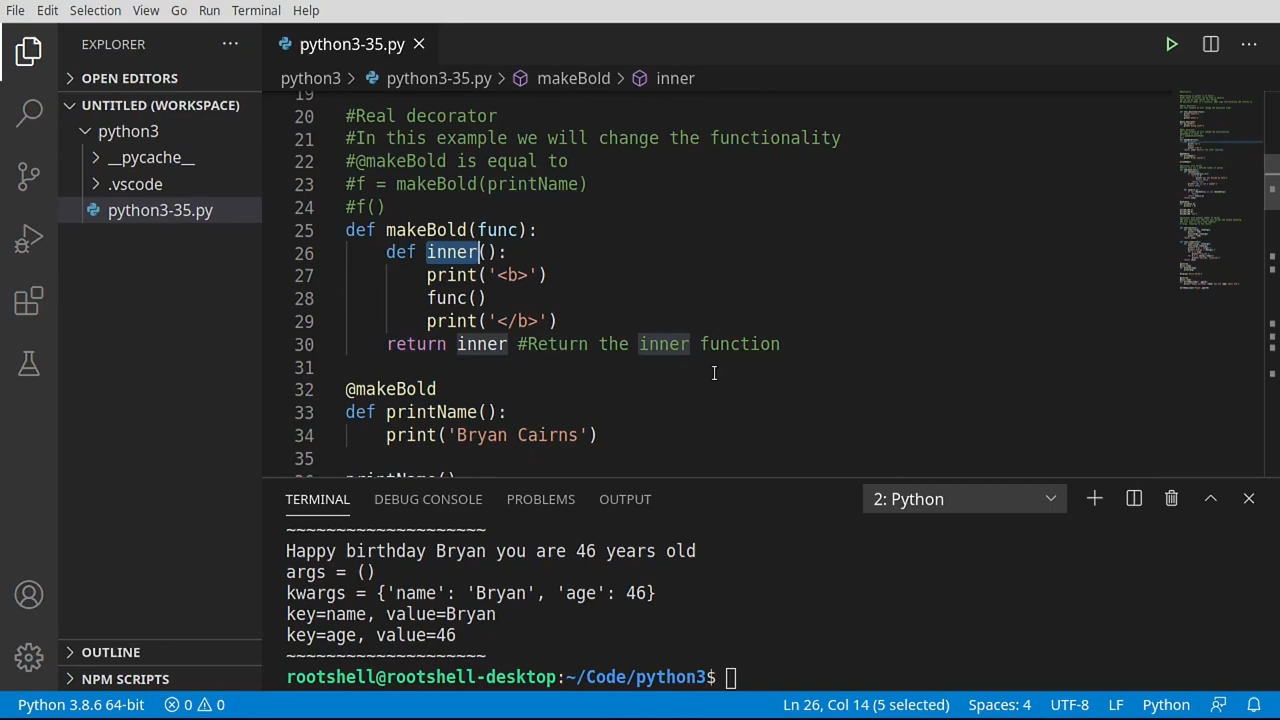 File Edit Selection View Go Run Terminal Help
EXPLORER
OPEN EDITORS
UNTITLED (WORKSPACE)
python3
__pycache__
.vscode
python3-35.py
OUTLINE
NPM SCRIPTS
python3-35.py
python3 > python3-35.py > makeBold > inner
19
20 #Real decorator
21 #In this example we will change the functionality
22 #@makeBold is equal to
23 #f = makeBold(printName)
24 #f()
25 def makeBold(func):
26     def inner():
27         print('<b>')
28         func()
29         print('</b>')
30     return inner #Return the inner function
31
32 @makeBold
33 def printName():
34     print('Bryan Cairns')
35
printName()
TERMINAL DEBUG CONSOLE PROBLEMS OUTPUT 2: Python
~~~~~~~~~~~~~~~~~~~~
Happy birthday Bryan you are 46 years old
args = ()
kwargs = {'name': 'Bryan', 'age': 46}
key=name, value=Bryan
key=age, value=46
~~~~~~~~~~~~~~~~~~~~
rootshell@rootshell-desktop:~/Code/python3$
Python 3.8.6 64-bit 0 0 Ln 26, Col 14 (5 selected) Spaces: 4 UTF-8 LF Python